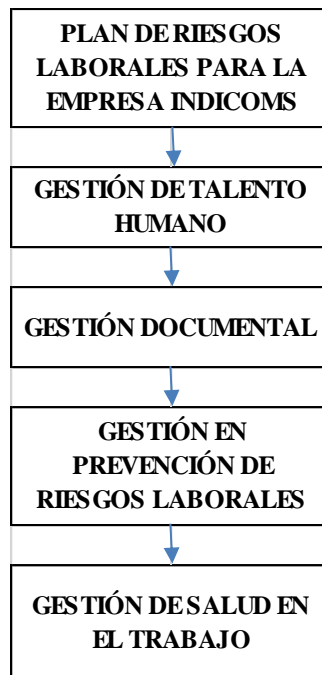 PLAN DE RIESGOS
LABORALES PARA LA
EMPRESA INDICOMS
GESTIÓN DE TALENTO
HUMANO
GESTIÓN DOCUMENTAL
GESTIÓN EN
PREVENCIÓN DE
RIESGOS LABORALES
GESTIÓN DE SALUD EN
EL TRABAJO